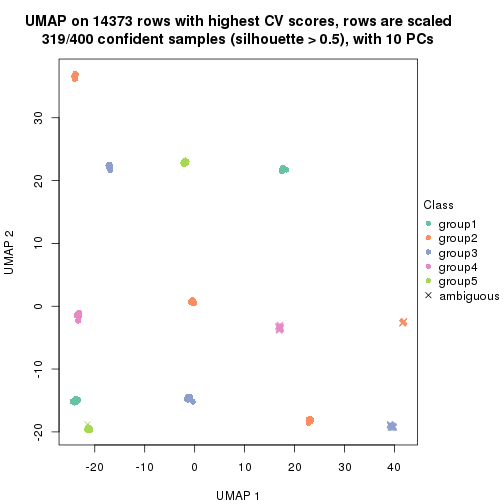 UMAP on 14373 rows with highest CV scores, rows are scaled
319/400 confident samples (silhouette > 0.5), with 10 PCs
30
20
10
0
-10
-20
UMAP 2
-20
-10
0
10
20
30
40
UMAP 1
Class
group1
group2
group3
group4
group5
ambiguous